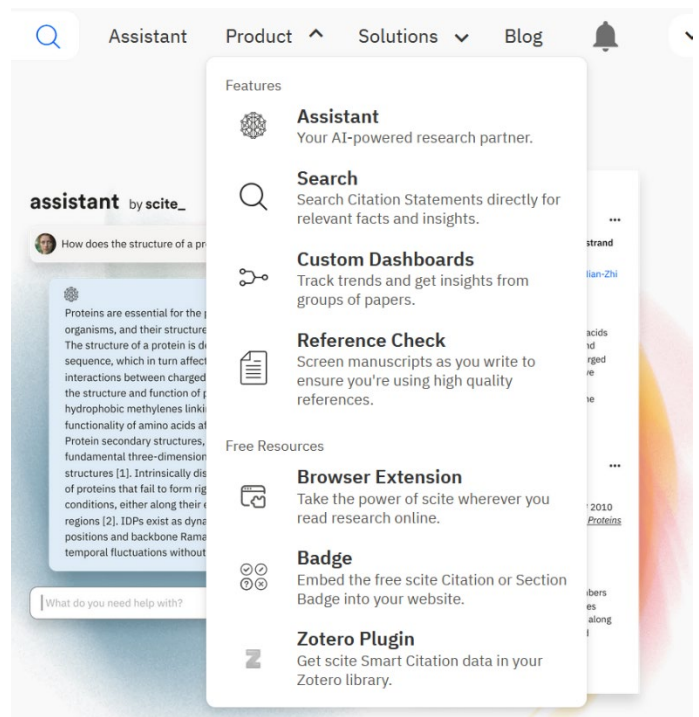 Assistant
Product
Solutions
Blog
Features
Assistant
Your AI-powered research partner.
Search
Search Citation Statements directly for
relevant facts and insights.
Custom Dashboards
Track trends and get insights from
groups of papers.
Reference Check
Screen manuscripts as you write to
ensure you're using high quality
references.
Free Resources
Browser Extension
Take the power of scite wherever you
read research online.
Badge
Embed the free scite Citation or Section
Badge into your website.
Z
Zotero Plugin
Get scite Smart Citation data in your
Zotero library.
assistant by scite_
How does the structure of a
Proteins are essential for the
organisms, and their structure
The structure of a protein is
sequence, which in turn affect
interactions between charged
the structure and function of
hydrophobic methylenes
functionality of amino acids
Protein secondary structures,
fundamental three-dimension
structures [1]. Intrinsically
of proteins that fail to form
conditions, either along their
regions [2]. IDPs exist as
positions and backbone
temporal fluctuations without
What do you need help with?
strand
acids
2010
Proteins
along